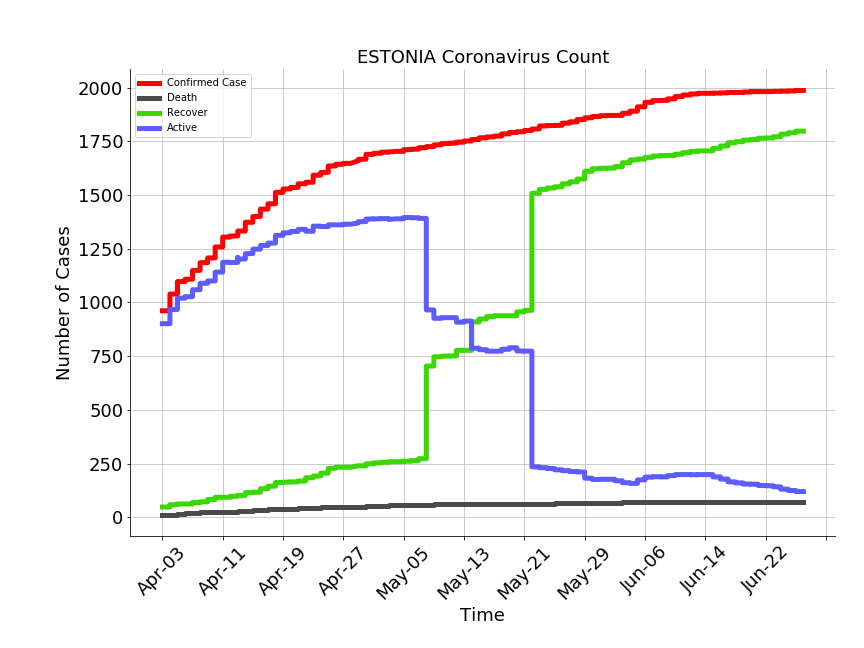 ESTONIA Coronavirus Count
Confirmed Case
Death
Recover
Active
Number of Cases
2000
1750
1500
1250
1000
750
500
250
0
Apr-03
Apr-11
Apr-19
Apr-27
May-05
May-13
May-21
May-29
Jun-06
Jun-14
Jun-22
Time